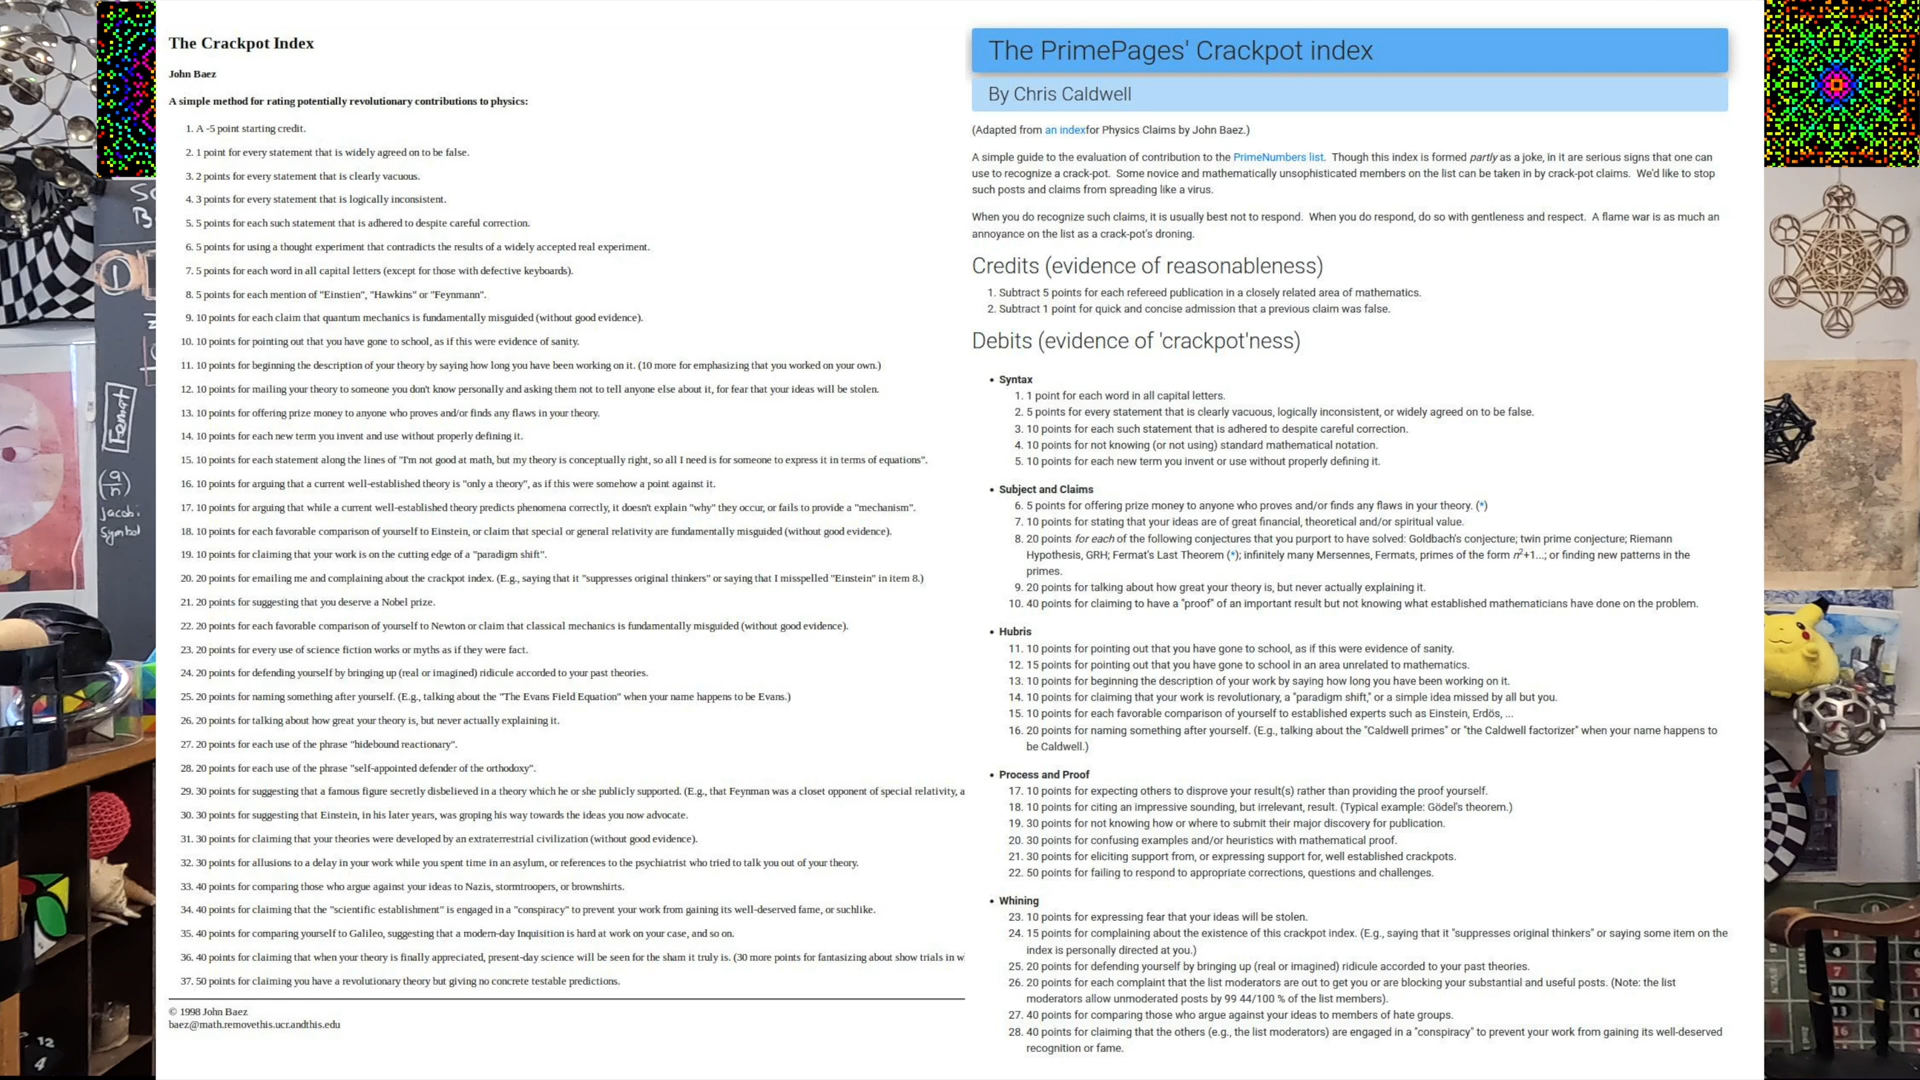 The Crackpot Index
John Baez
A simple method for rating potentially revolutionary contributions to physics:
1. A -5 point starting credit.
2. 1 point for every statement that is widely agreed on to be false.
3. 2 points for every statement that is clearly vacuous.
4. 3 points for every statement that is logically inconsistent.
5. 5 points for each such statement that is adhered to despite careful correction.
6. 5 points for using a thought experiment that contradicts the results of a widely accepted real experiment.
7. 5 points for each word in all capital letters (except for those with defective keyboards).
8. 5 points for each mention of "Einstien", "Hawkins" or "Feynmann".
9. 10 points for each claim that quantum mechanics is fundamentally misguided (without good evidence).
10. 10 points for pointing out that you have gone to school, as if this were evidence of sanity.
11. 10 points for beginning the description of your theory by saying how long you have been working on it. (10 more for emphasizing that you worked on your own.)
12. 10 points for mailing your theory to someone you don't know personally and asking them not to tell anyone else about it, for fear that your ideas will be stolen.
13. 10 points for offering prize money to anyone who proves and/or finds any flaws in your theory.
14. 10 points for each new term you invent and use without properly defining it.
15. 10 points for each statement along the lines of "I'm not good at math, but my theory is conceptually right, so all I need is for someone to express it in terms of equations".
16. 10 points for arguing that a current well-established theory is "only a theory", as if this were somehow a point against it.
17. 10 points for arguing that while a current well-established theory predicts phenomena correctly, it doesn't explain "why" they occur, or fails to provide a "mechanism".
18. 10 points for each favorable comparison of yourself to Einstein, or claim that special or general relativity are fundamentally misguided (without good evidence).
19. 10 points for claiming that your work is on the cutting edge of a "paradigm shift".
20. 20 points for emailing me and complaining about the crackpot index. (E.g., saying that it "suppresses original thinkers" or saying that I misspelled "Einstein" in item 8.)
21. 20 points for suggesting that you deserve a Nobel prize.
22. 20 points for each favorable comparison of yourself to Newton or claim that classical mechanics is fundamentally misguided (without good evidence).
23. 20 points for every use of science fiction works or myths as if they were fact.
24. 20 points for defending yourself by bringing up (real or imagined) ridicule accorded to your past theories.
25. 20 points for naming something after yourself. (E.g., talking about the "The Evans Field Equation" when your name happens to be Evans.)
26. 20 points for talking about how great your theory is, but never actually explaining it.
27. 20 points for each use of the phrase "hidebound reactionary".
28. 20 points for each use of the phrase "self-appointed defender of the orthodoxy".
29. 30 points for suggesting that a famous figure secretly disbelieved in a theory which he or she publicly supported. (E.g., that Feynman was a closet opponent of special relativity, a
30. 30 points for suggesting that Einstein, in his later years, was groping his way towards the ideas you now advocate.
31. 30 points for claiming that your theories were developed by an extraterrestrial civilization (without good evidence).
32. 30 points for allusions to a delay in your work while you spent time in an asylum, or references to the psychiatrist who tried to talk you out of your theory.
33. 40 points for comparing those who argue against your ideas to Nazis, stormtroopers, or brownshirts.
34. 40 points for claiming that the "scientific establishment" is engaged in a "conspiracy" to prevent your work from gaining its well-deserved fame, or suchlike.
35. 40 points for comparing yourself to Galileo, suggesting that a modern-day Inquisition is hard at work on your case, and so on.
36. 40 points for claiming that when your theory is finally appreciated, present-day science will be seen for the sham it truly is. (30 more points for fantasizing about show trials in w
37. 50 points for claiming you have a revolutionary theory but giving no concrete testable predictions.
© 1998 John Baez
baez@math.removethis.ucr.andthis.edu
The PrimePages' Crackpot index
By Chris Caldwell
(Adapted from an indexfor Physics Claims by John Baez.)
A simple guide to the evaluation of contribution to the PrimeNumbers list. Though this index is formed partly as a joke, in it are serious signs that one can
use to recognize a crack-pot. Some novice and mathematically unsophisticated members on the list can be taken in by crack-pot claims. We'd like to stop
such posts and claims from spreading like a virus.
When you do recognize such claims, it is usually best not to respond. When you do respond, do so with gentleness and respect. A flame war is as much an
annoyance on the list as a crack-pot's droning.
Credits (evidence of reasonableness)
1. Subtract 5 points for each refereed publication in a closely related area of mathematics.
2. Subtract 1 point for quick and concise admission that a previous claim was false.
Debits (evidence of 'crackpot'ness)
• Syntax
1. 1 point for each word in all capital letters.
2. 5 points for every statement that is clearly vacuous, logically inconsistent, or widely agreed on to be false.
3. 10 points for each such statement that is adhered to despite careful correction.
4. 10 points for not knowing (or not using) standard mathematical notation.
5. 10 points for each new term you invent or use without properly defining it.
• Subject and Claims
6. 5 points for offering prize money to anyone who proves and/or finds any flaws in your theory. (*)
7. 10 points for stating that your ideas are of great financial, theoretical and/or spiritual value.
8. 20 points for each of the following conjectures that you purport to have solved: Goldbach's conjecture; twin prime conjecture; Riemann
Hypothesis, GRH; Fermat's Last Theorem (*); infinitely many Mersennes, Fermats, primes of the form n²+1...; or finding new patterns in the
primes.
9. 20 points for talking about how great your theory is, but never actually explaining it.
10. 40 points for claiming to have a "proof" of an important result but not knowing what established mathematicians have done on the problem.
• Hubris
11. 10 points for pointing out that you have gone to school, as if this were evidence of sanity.
12. 15 points for pointing out that you have gone to school in an area unrelated to mathematics.
13. 10 points for beginning the description of your work by saying how long you have been working on it.
14. 10 points for claiming that your work is revolutionary, a "paradigm shift," or a simple idea missed by all but you.
15. 10 points for each favorable comparison of yourself to established experts such as Einstein, Erdös, ...
16. 20 points for naming something after yourself. (E.g., talking about the "Caldwell primes" or "the Caldwell factorizer" when your name happens to
be Caldwell.)
• Process and Proof
17. 10 points for expecting others to disprove your result(s) rather than providing the proof yourself.
18. 10 points for citing an impressive sounding, but irrelevant, result. (Typical example: Gödel's theorem.)
19. 30 points for not knowing how or where to submit their major discovery for publication.
20. 30 points for confusing examples and/or heuristics with mathematical proof.
21. 30 points for eliciting support from, or expressing support for, well established crackpots.
22. 50 points for failing to respond to appropriate corrections, questions and challenges.
• Whining
23. 10 points for expressing fear that your ideas will be stolen.
24. 15 points for complaining about the existence of this crackpot index. (E.g., saying that it "suppresses original thinkers" or saying some item on the
index is personally directed at you.)
25. 20 points for defending yourself by bringing up (real or imagined) ridicule accorded to your past theories.
26. 20 points for each complaint that the list moderators are out to get you or are blocking your substantial and useful posts. (Note: the list
moderators allow unmoderated posts by 99 44/100 % of the list members).
27. 40 points for comparing those who argue against your ideas to members of hate groups.
28. 40 points for claiming that the others (e.g., the list moderators) are engaged in a "conspiracy" to prevent your work from gaining its well-deserved
recognition or fame.
Fermat
(a/n)
Jacobi
Symbol
12
4